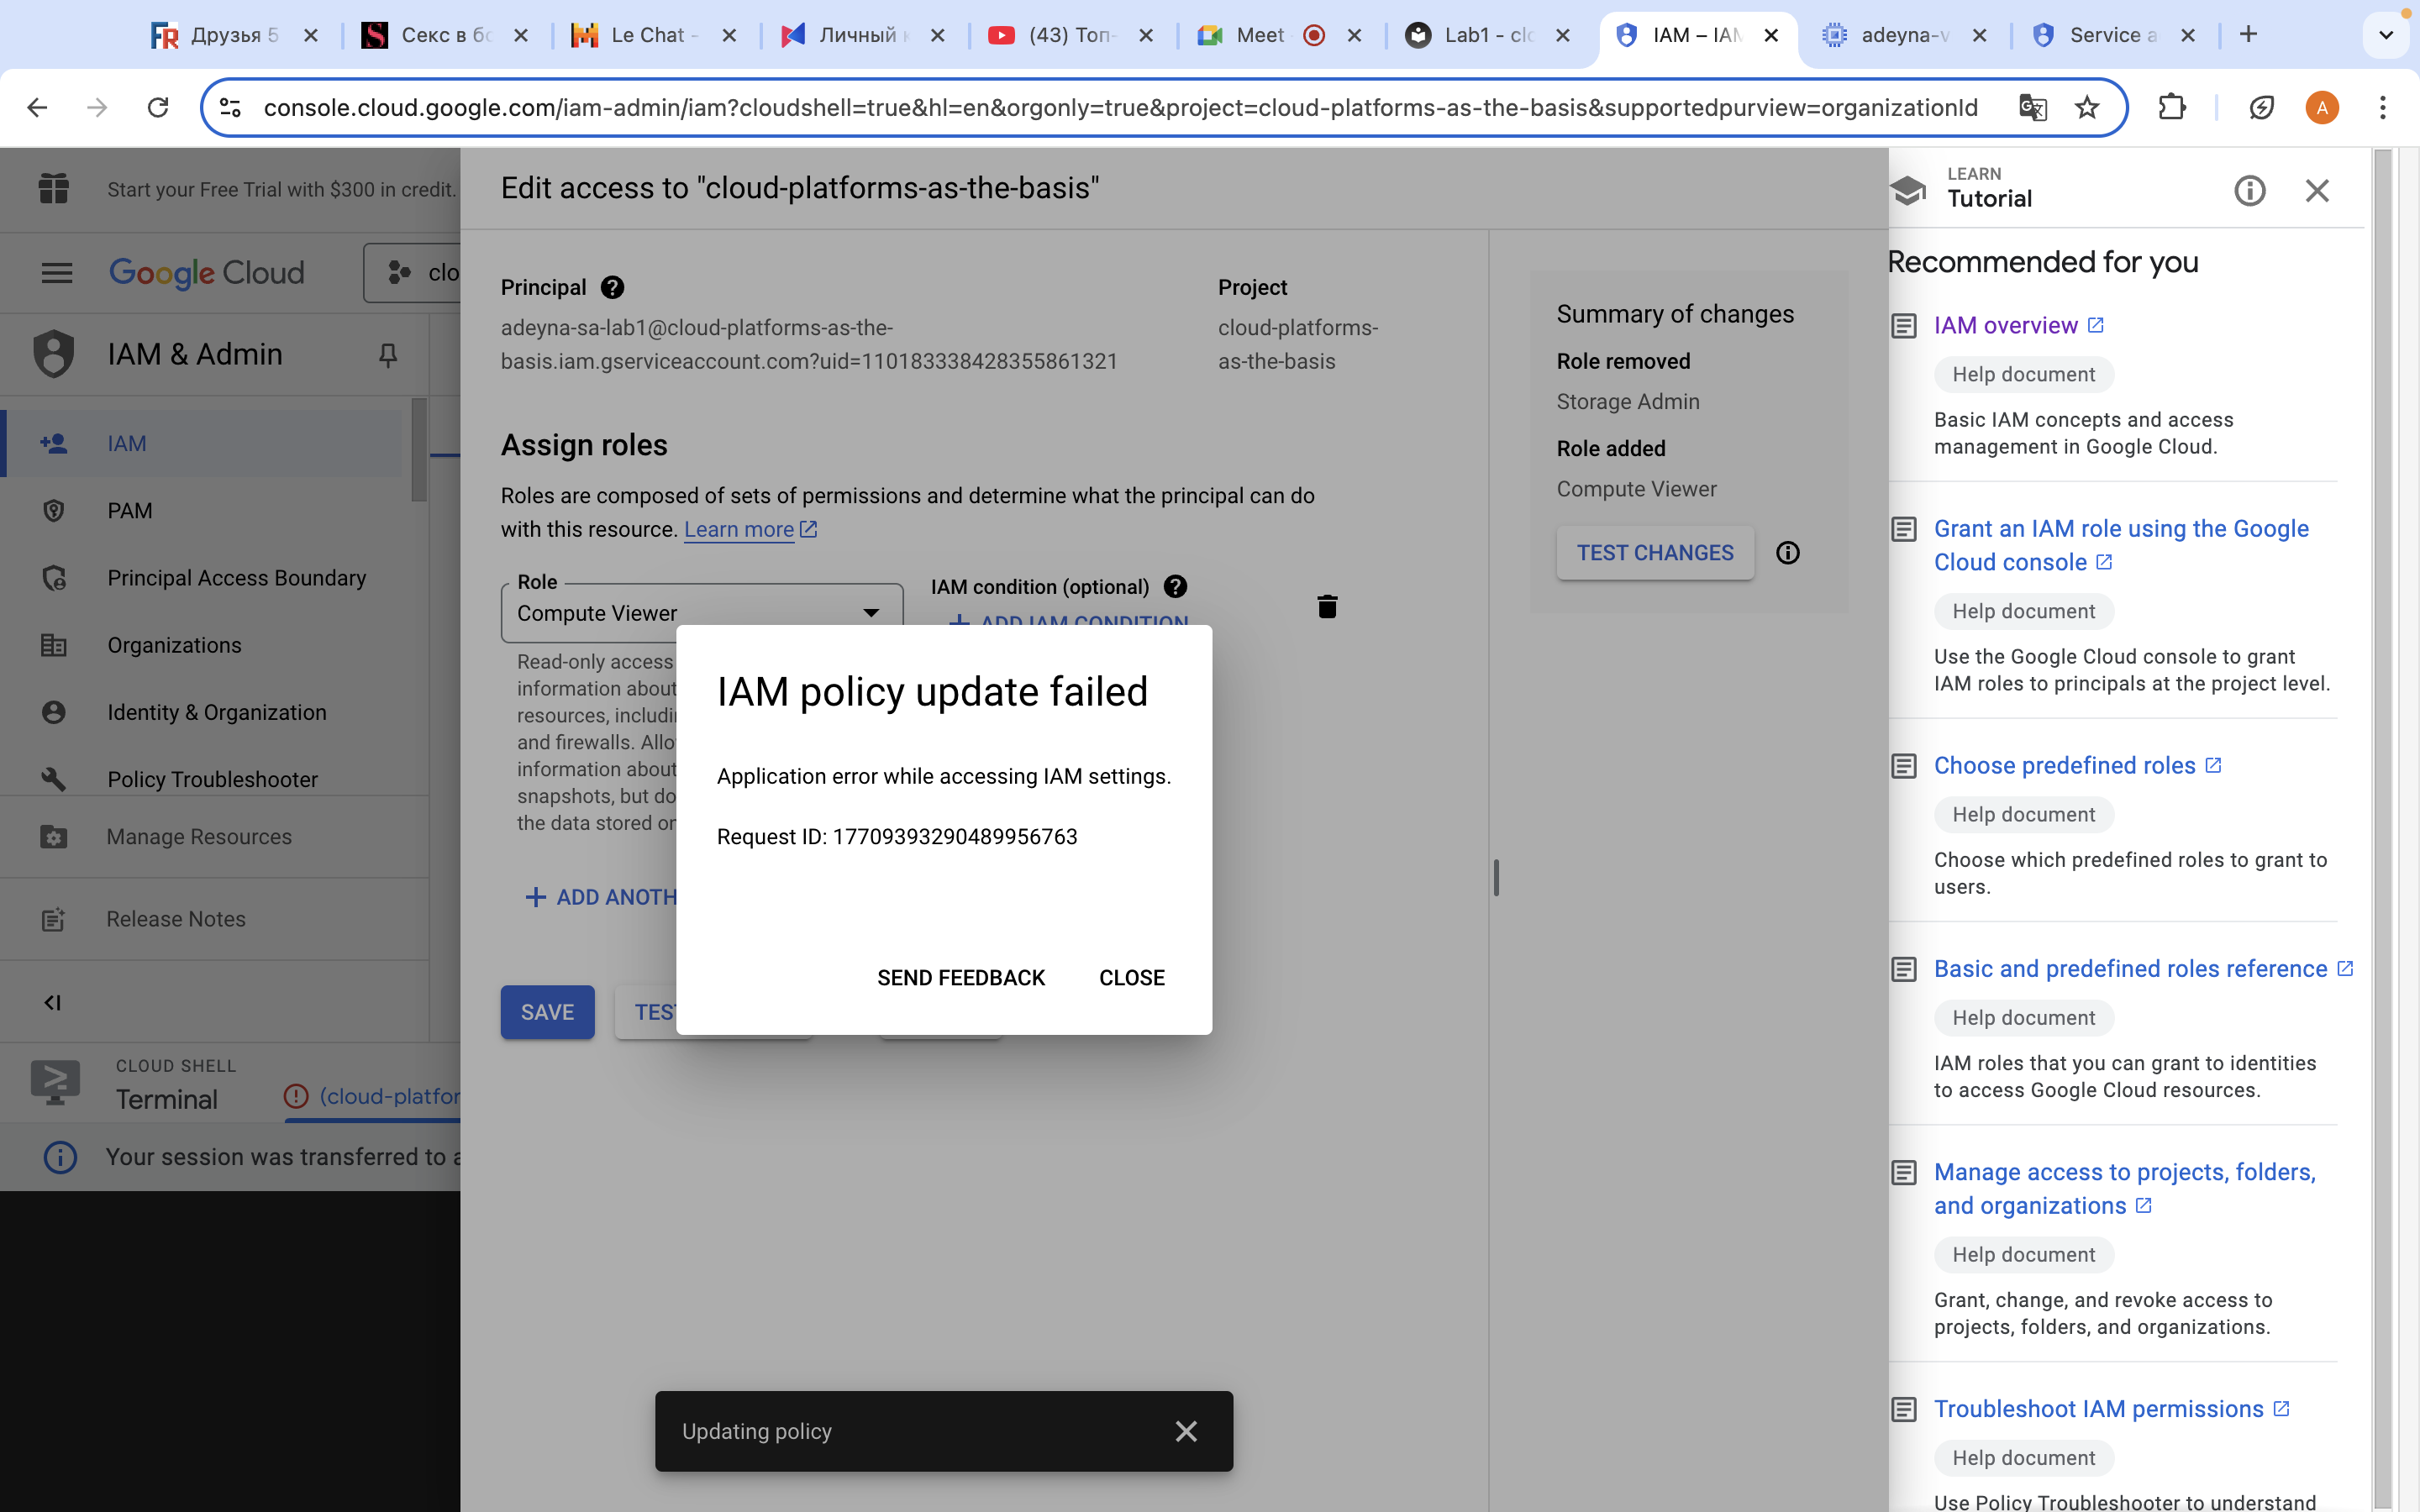 Друзья 5
Секс в бо
Le Chat -
Личный к
(43) Топ-
Meet
Lab1 - clo
IAM – IAM
adeyna-v
Service a
console.cloud.google.com/iam-admin/iam?cloudshell=true&hl=en&orgonly=true&project=cloud-platforms-as-the-basis&supportedpurview=organizationId
A
Start your Free Trial with $300 in credit.
Google Cloud
clo
IAM & Admin
IAM
PAM
Principal Access Boundary
Organizations
Identity & Organization
Policy Troubleshooter
Manage Resources
Release Notes
CLOUD SHELL
Terminal
(cloud-platfor
Your session was transferred to a
Edit access to "cloud-platforms-as-the-basis"
Principal
adeyna-sa-lab1@cloud-platforms-as-the-
basis.iam.gserviceaccount.com?uid=110183338428355861321
Project
cloud-platforms-
as-the-basis
Assign roles
Roles are composed of sets of permissions and determine what the principal can do
with this resource. Learn more
Role
Compute Viewer
IAM condition (optional)
+ ADD IAM CONDITION
Read-only access
information about
resources, includi
and firewalls. Allo
information about
snapshots, but do
the data stored on
+ ADD ANOTH
SAVE
TEST
IAM policy update failed
Application error while accessing IAM settings.
Request ID: 17709393290489956763
SEND FEEDBACK
CLOSE
Updating policy
Summary of changes
Role removed
Storage Admin
Role added
Compute Viewer
TEST CHANGES
LEARN
Tutorial
Recommended for you
IAM overview
Help document
Basic IAM concepts and access
management in Google Cloud.
Grant an IAM role using the Google
Cloud console
Help document
Use the Google Cloud console to grant
IAM roles to principals at the project level.
Choose predefined roles
Help document
Choose which predefined roles to grant to
users.
Basic and predefined roles reference
Help document
IAM roles that you can grant to identities
to access Google Cloud resources.
Manage access to projects, folders,
and organizations
Help document
Grant, change, and revoke access to
projects, folders, and organizations.
Troubleshoot IAM permissions
Help document
Use Policy Troubleshooter to understand